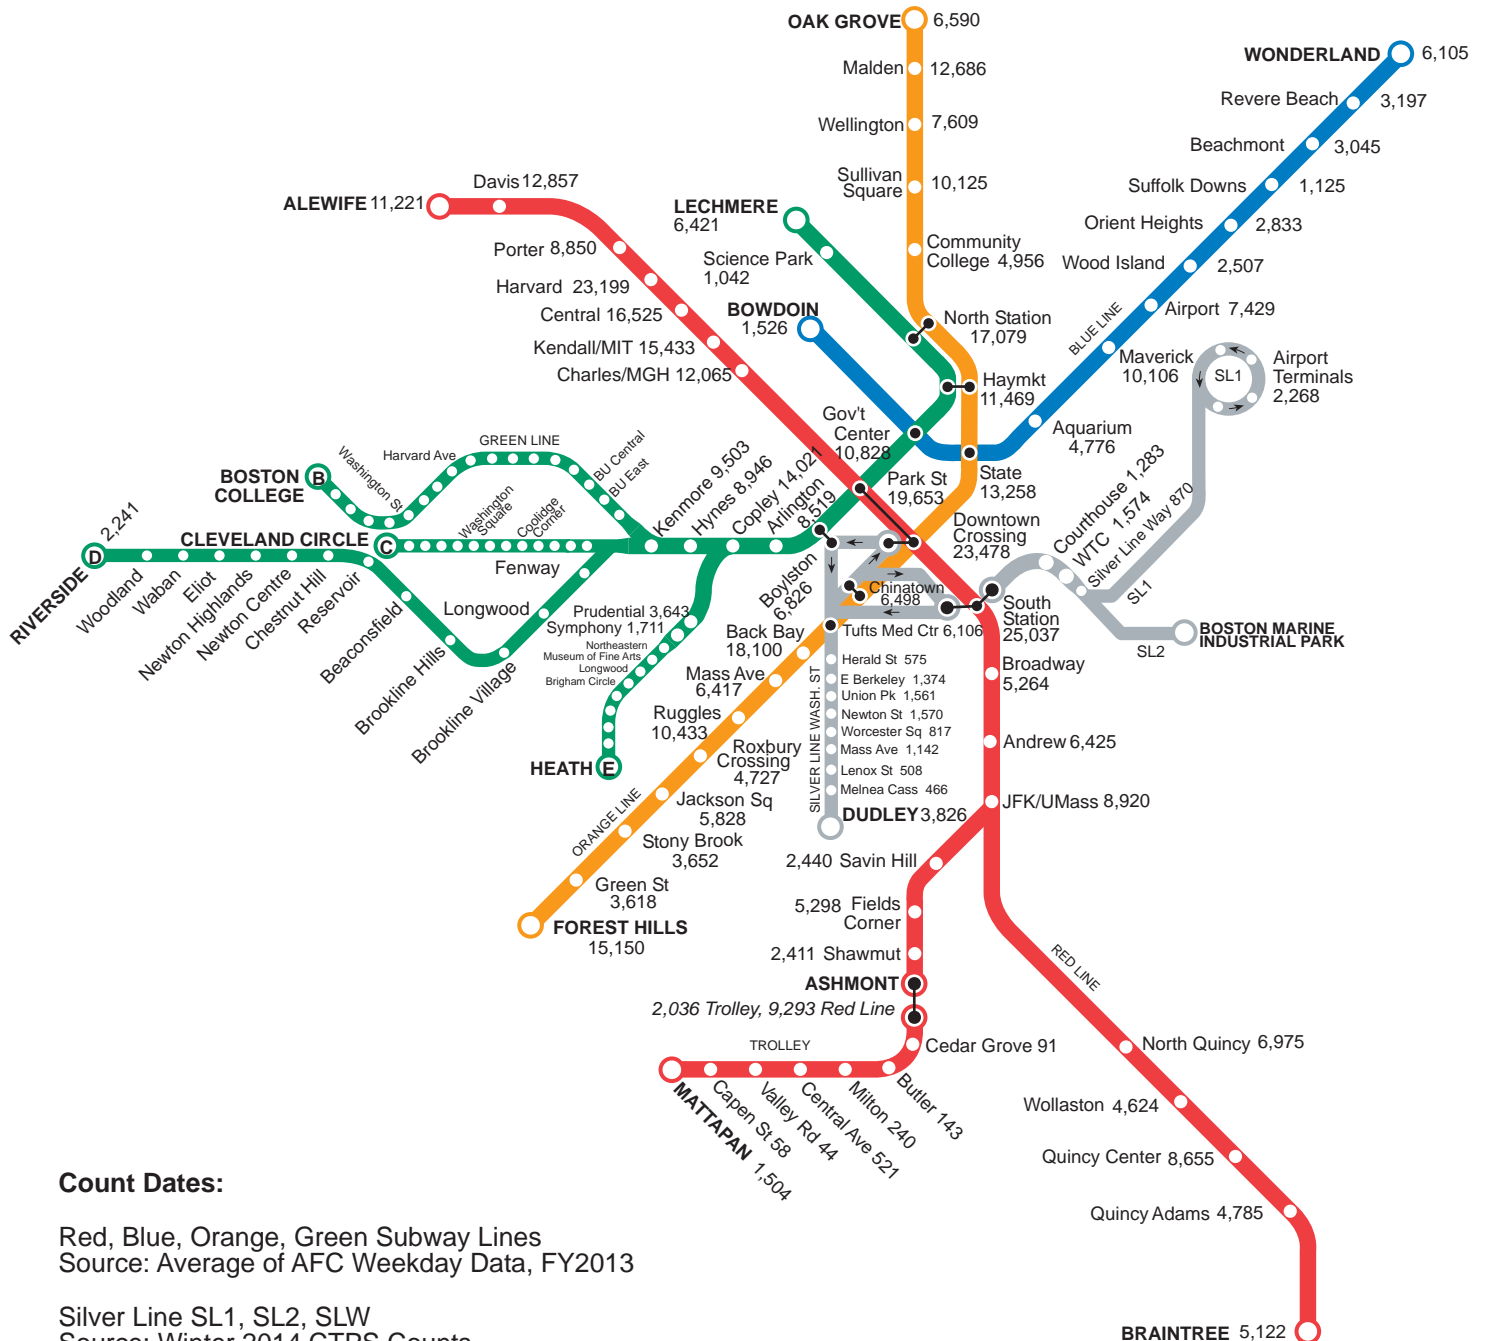 OAK GROVE 6,590
Malden 12,686
Wellington 7,609
Sullivan
Square 10,125
Community
College 4,956
North Station
17,079
Haymkt
11,469
WONDERLAND 6,105
Revere Beach 3,197
Beachmont 3,045
Suffolk Downs 1,125
Orient Heights 2,833
Wood Island 2,507
Airport 7,429
BLUE LINE
Maverick
10,106
Aquarium
4,776
State
13,258
Gov't
Center
10,828
BOWDOIN
1,526
LECHMERE
6,421
Science Park
1,042
ALEWIFE 11,221
Davis 12,857
Porter 8,850
Harvard 23,199
Central 16,525
Kendall/MIT 15,433
Charles/MGH 12,065
Park St
19,653
Downtown
Crossing
23,478
South
Station
25,037
Broadway
5,264
Andrew 6,425
JFK/UMass 8,920
SL1
Airport
Terminals
2,268
Courthouse 1,283
WTC 1,574
Silver Line Way 870
SL1
SL2
BOSTON MARINE
INDUSTRIAL PARK
GREEN LINE
B
BOSTON
COLLEGE
Washington St
Harvard Ave
BU Central
BU East
C
CLEVELAND CIRCLE
Washington
Square
Coolidge
Corner
Kenmore 9,503
Hynes 8,946
Copley 14,021
Arlington
8,519
Boylston
6,826
D
RIVERSIDE 2,241
Woodland
Waban
Eliot
Newton Highlands
Newton Centre
Chestnut Hill
Reservoir
Beaconsfield
Brookline Hills
Brookline Village
Longwood
Fenway
Prudential 3,643
Symphony 1,711
Northeastern
Museum of Fine Arts
Longwood
Brigham Circle
HEATH E
Chinatown
6,498
Tufts Med Ctr 6,106
Back Bay
18,100
Mass Ave
6,417
Ruggles
10,433
Roxbury
Crossing
4,727
Jackson Sq
5,828
Stony Brook
3,652
Green St
3,618
FOREST HILLS
15,150
ORANGE LINE
SILVER LINE WASH. ST
Herald St 575
E Berkeley 1,374
Union Pk 1,561
Newton St 1,570
Worcester Sq 817
Mass Ave 1,142
Lenox St 508
Melnea Cass 466
DUDLEY 3,826
2,440 Savin Hill
5,298 Fields
Corner
2,411 Shawmut
ASHMONT
2,036 Trolley, 9,293 Red Line
TROLLEY
Cedar Grove 91
Butler 143
Milton 240
Central Ave 521
Valley Rd 44
Capen St 58
MATTAPAN 1,504
RED LINE
North Quincy 6,975
Wollaston 4,624
Quincy Center 8,655
Quincy Adams 4,785
BRAINTREE 5,122
Count Dates:
Red, Blue, Orange, Green Subway Lines
Source: Average of AFC Weekday Data, FY2013
Silver Line SL1, SL2, SLW
Source: Winter 2014 CTPS Counts